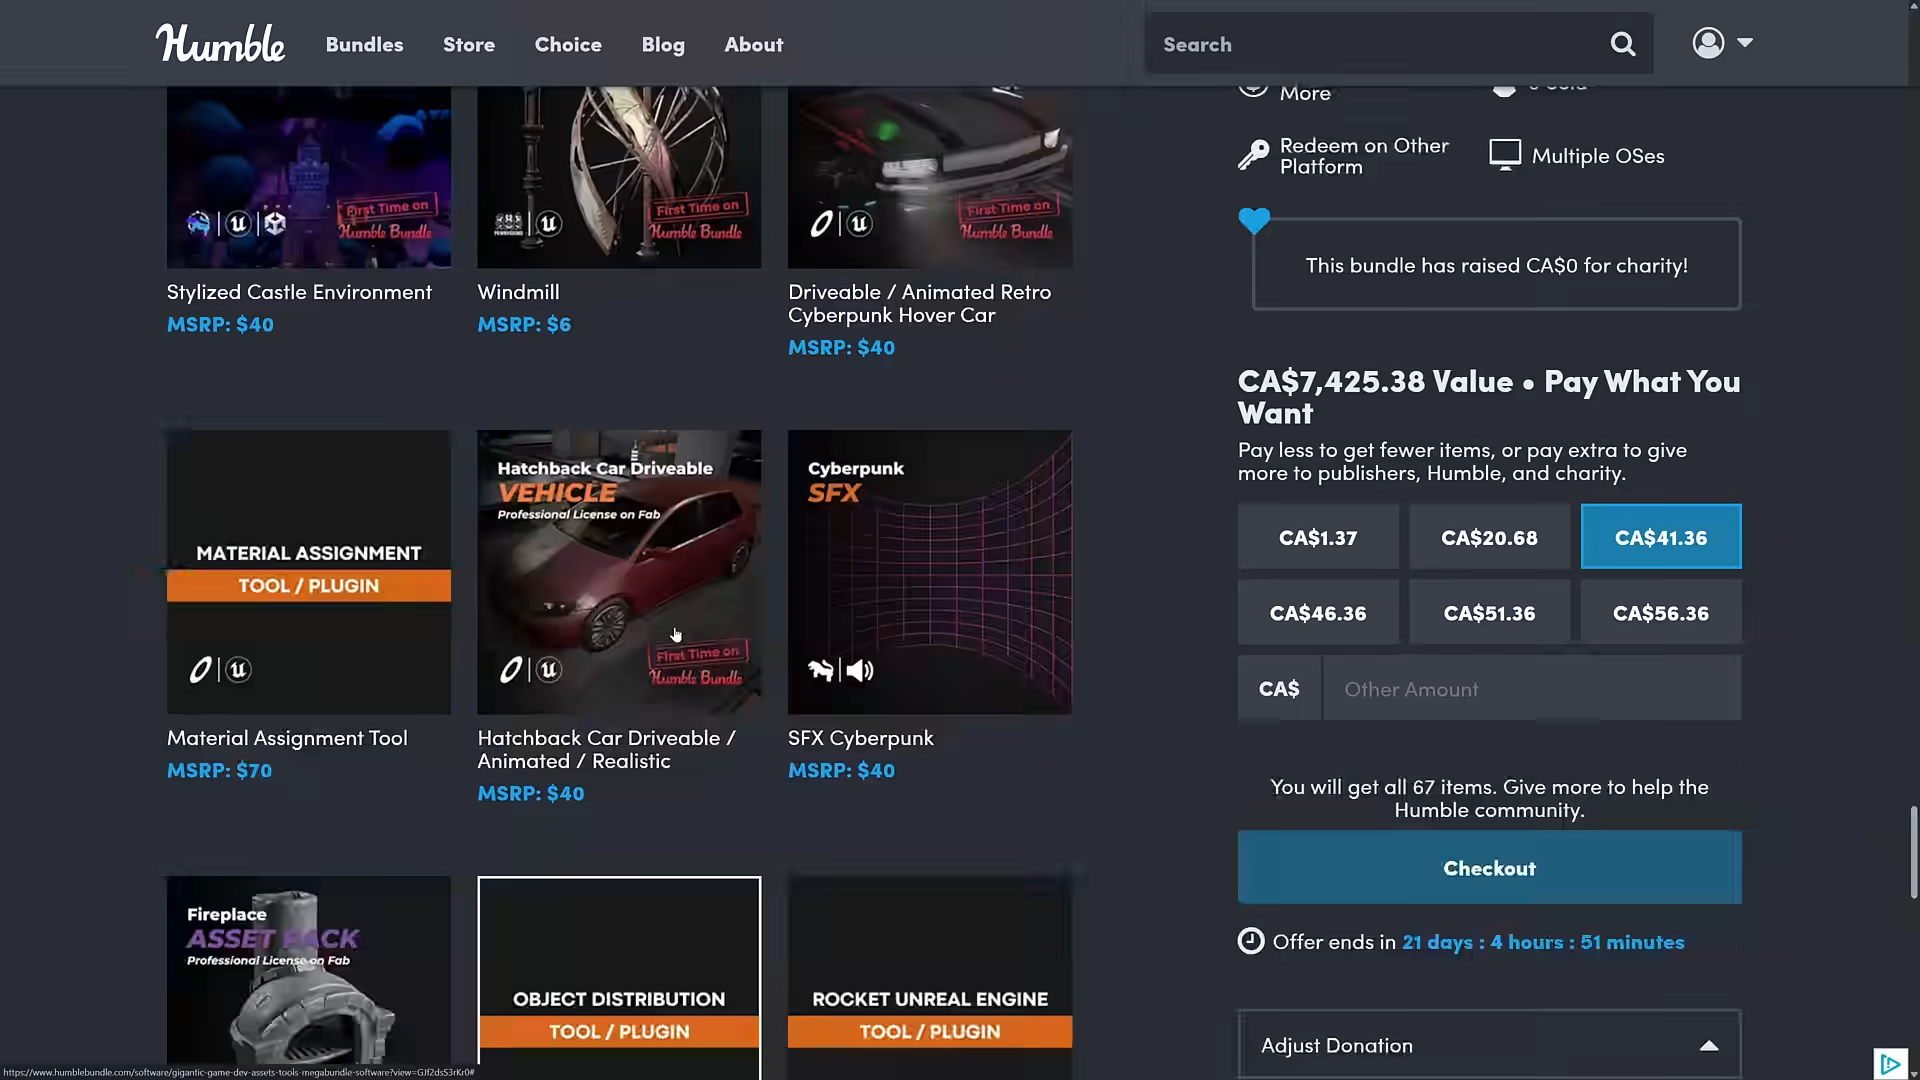 Humble
Bundles
Store
Choice
Blog
About
Search
First Time on
Humble Bundle
Stylized Castle Environment
MSRP: $40
First Time on
Humble Bundle
Windmill
MSRP: $6
First Time on
Humble Bundle
Driveable / Animated Retro
Cyberpunk Hover Car
MSRP: $40
MATERIAL ASSIGNMENT
TOOL / PLUGIN
Material Assignment Tool
MSRP: $70
Hatchback Car Driveable
VEHICLE
Professional License on Fab
First Time on
Humble Bundle
Hatchback Car Driveable /
Animated / Realistic
MSRP: $40
Cyberpunk
SFX
SFX Cyberpunk
MSRP: $40
Fireplace
ASSET PACK
Professional License on Fab
OBJECT DISTRIBUTION
TOOL / PLUGIN
ROCKET UNREAL ENGINE
TOOL / PLUGIN
More
Redeem on Other
Platform
Multiple OSes
This bundle has raised CA$0 for charity!
CA$7,425.38 Value • Pay What You
Want
Pay less to get fewer items, or pay extra to give
more to publishers, Humble, and charity.
CA$1.37
CA$20.68
CA$41.36
CA$46.36
CA$51.36
CA$56.36
CA$
Other Amount
You will get all 67 items. Give more to help the
Humble community.
Checkout
Offer ends in 21 days : 4 hours : 51 minutes
Adjust Donation